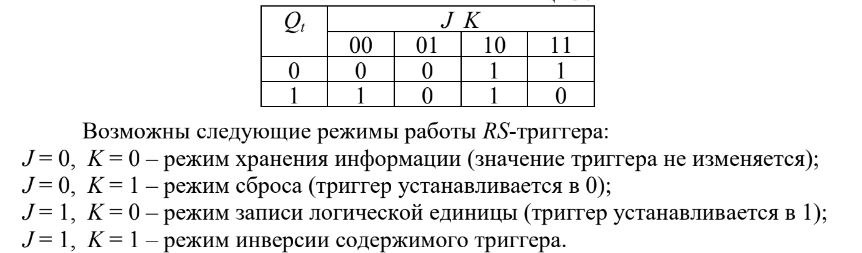 Qt J K
00 01 10 11
0 0 0 1 1
1 1 0 1 0
Возможны следующие режимы работы RS-триггера:
J = 0, K = 0 – режим хранения информации (значение триггера не изменяется);
J = 0, K = 1 – режим сброса (триггер устанавливается в 0);
J = 1, K = 0 – режим записи логической единицы (триггер устанавливается в 1);
J = 1, K = 1 – режим инверсии содержимого триггера.